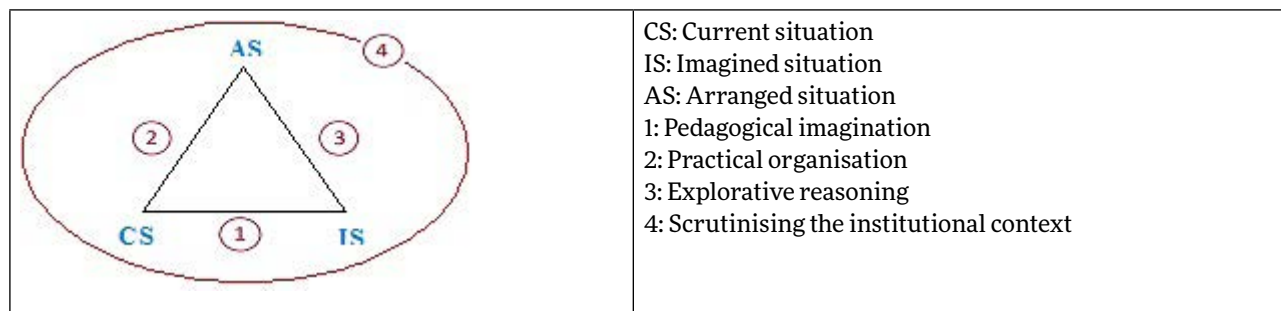 AS
4
2
3
CS
1
IS
CS: Current situation
IS: Imagined situation
AS: Arranged situation
1: Pedagogical imagination
2: Practical organisation
3: Explorative reasoning
4: Scrutinising the institutional context